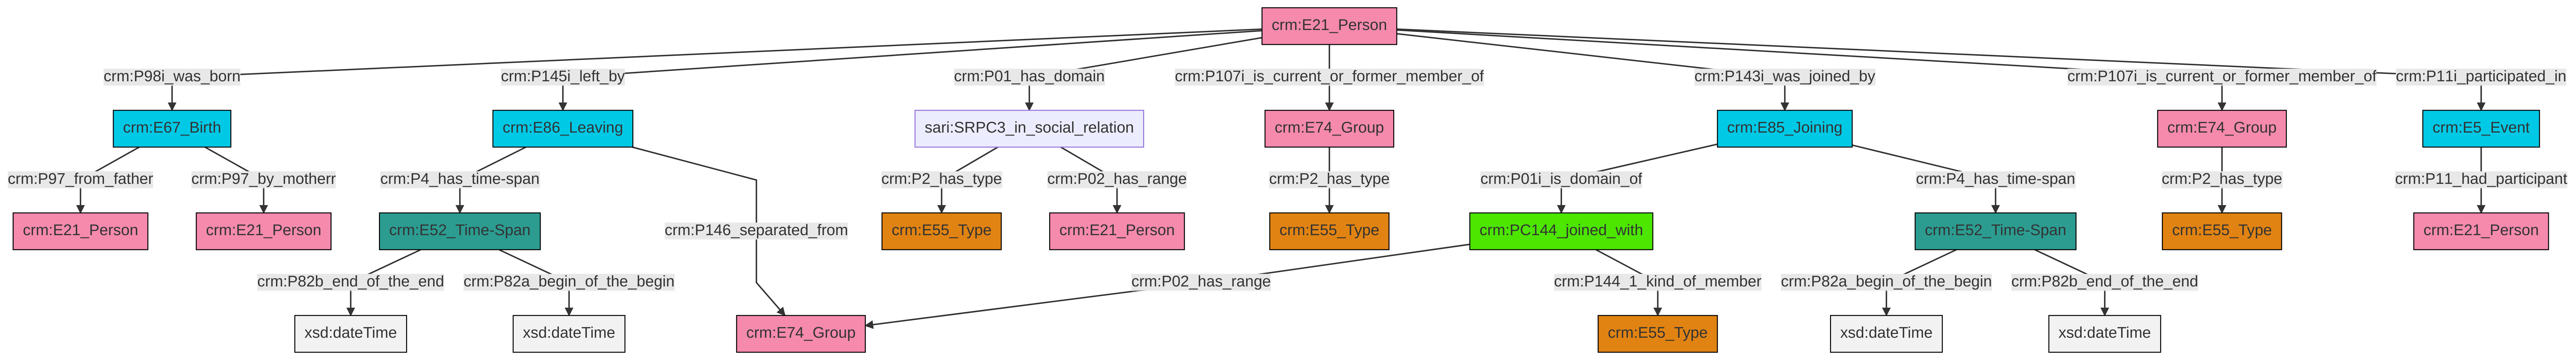 crm:E21_Person
crm:P98i_was_born
crm:P145i_left_by
crm:P01_has_domain
crm:P107i_is_current_or_former_member_of
crm:P143i_was_joined_by
crm:P107i_is_current_or_former_member_of
crm:P11i_participated_in
crm:E67_Birth
crm:E86_Leaving
sari:SRPC3_in_social_relation
crm:E74_Group
crm:E85_Joining
crm:E74_Group
crm:E5_Event
crm:P97_from_father
crm:P97_by_motherr
crm:P4_has_time-span
crm:P2_has_type
crm:P02_has_range
crm:P2_has_type
crm:P01i_is_domain_of
crm:P4_has_time-span
crm:P2_has_type
crm:P11_had_participant
crm:E21_Person
crm:E21_Person
crm:E52_Time-Span
crm:P146_separated_from
crm:E55_Type
crm:E21_Person
crm:E55_Type
crm:PC144_joined_with
crm:E52_Time-Span
crm:E55_Type
crm:E21_Person
crm:P82b_end_of_the_end
crm:P82a_begin_of_the_begin
crm:P02_has_range
crm:P144_1_kind_of_member
crm:P82a_begin_of_the_begin
crm:P82b_end_of_the_end
xsd:dateTime
xsd:dateTime
crm:E74_Group
crm:E55_Type
xsd:dateTime
xsd:dateTime